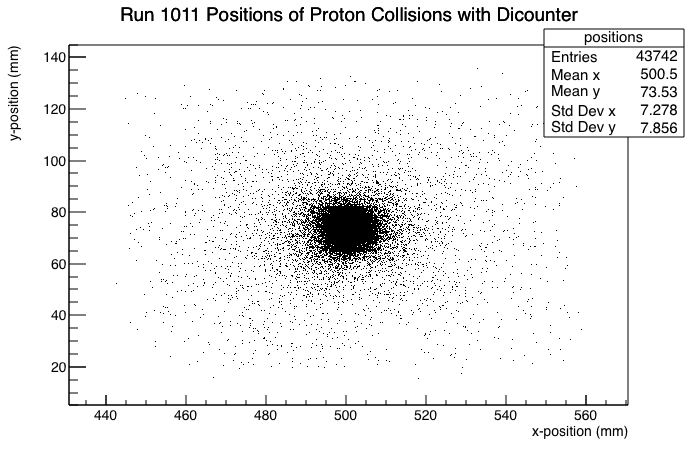 Run 1011 Positions of Proton Collisions with Dicounter
positions
Entries 43742
Mean x 500.5
Mean y 73.53
Std Dev x 7.278
Std Dev y 7.856
y-position (mm)
140
120
100
80
60
40
20
440 460 480 500 520 540 560
x-position (mm)